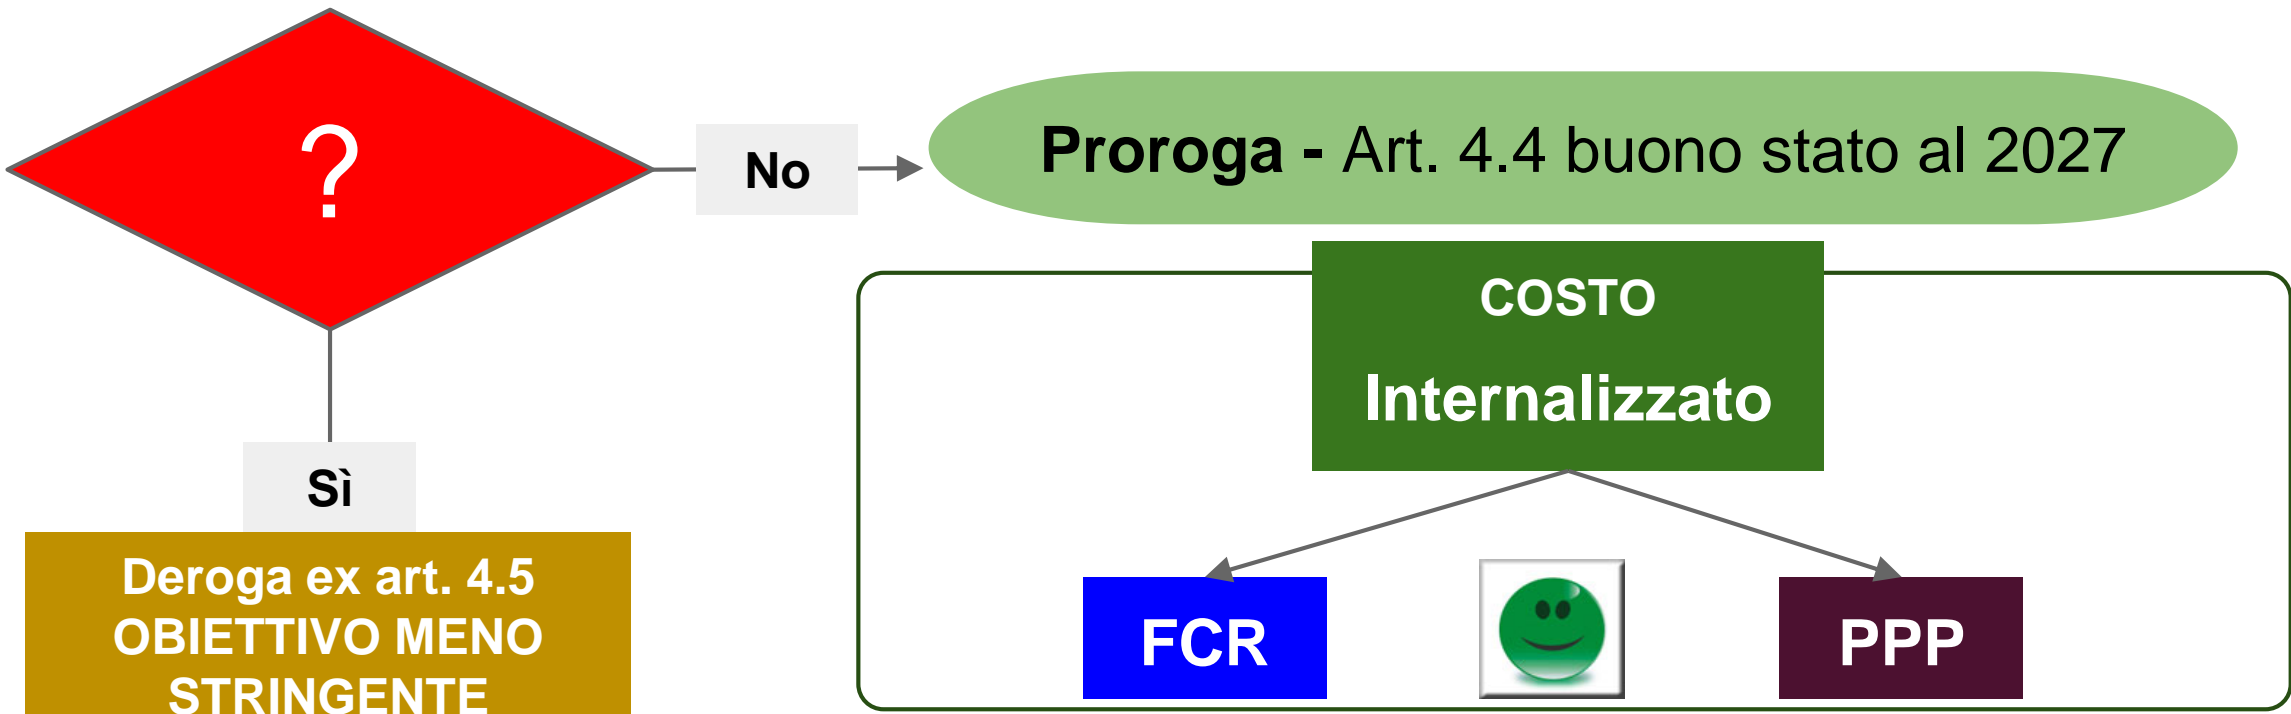 ?
No
Proroga - Art. 4.4 buono stato al 2027
Sì
Deroga ex art. 4.5
OBIETTIVO MENO
STRINGENTE
COSTO
Internalizzato
FCR
PPP